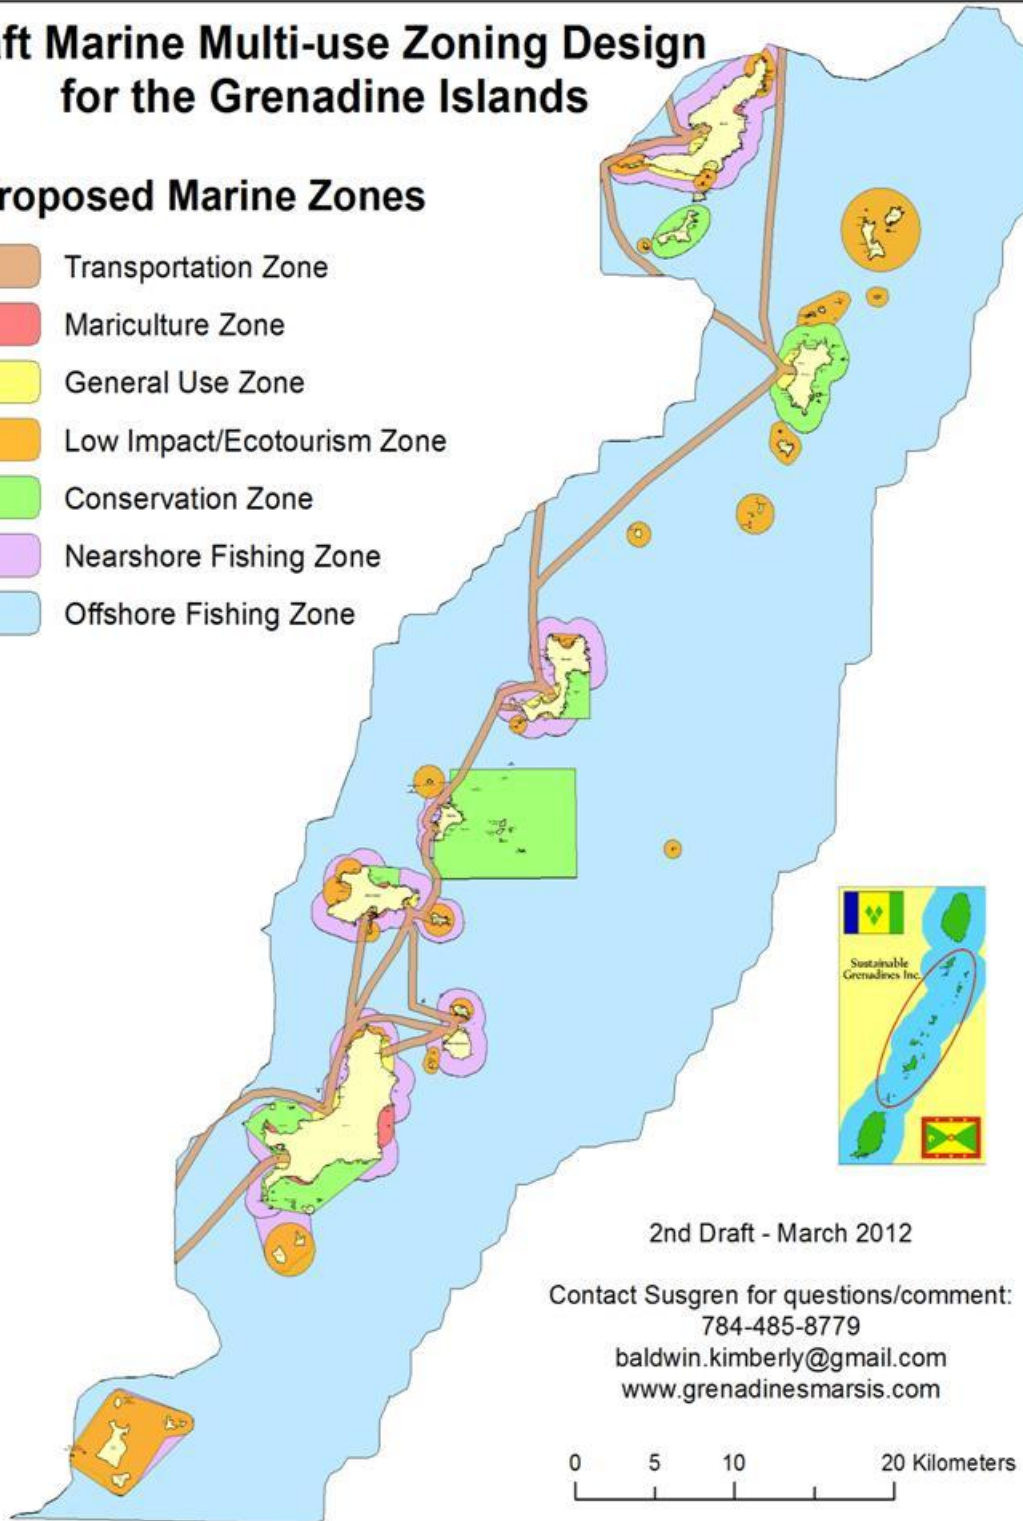 ft Marine Multi-use Zoning Design
for the Grenadine Islands
roposed Marine Zones
Transportation Zone
Mariculture Zone
General Use Zone
Low Impact/Ecotourism Zone
Conservation Zone
Nearshore Fishing Zone
Offshore Fishing Zone
Sustainable
Grenadines Inc.
2nd Draft - March 2012
Contact Susgren for questions/comment:
784-485-8779
baldwin.kimberly@gmail.com
www.grenadinesmarsis.com
0 5 10 20 Kilometers